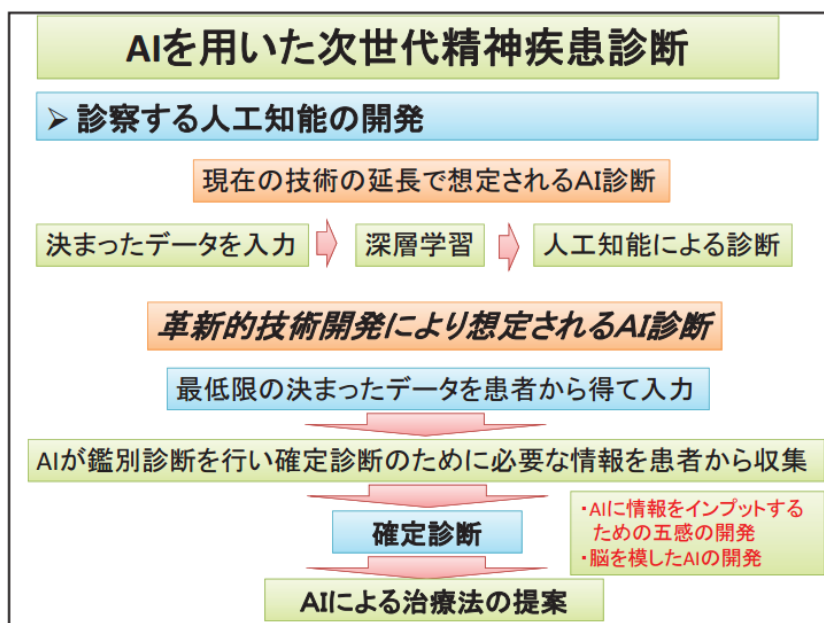 AIを用いた次世代精神疾患診断
➢ 診察する人工知能の開発
現在の技術の延長で想定されるAI診断
決まったデータを入力
深層学習
人工知能による診断
革新的技術開発により想定されるAI診断
最低限の決まったデータを患者から得て入力
AIが鑑別診断を行い確定診断のために必要な情報を患者から収集
確定診断
・AIに情報をインプットする
ための五感の開発
・脳を模したAIの開発
AIによる治療法の提案